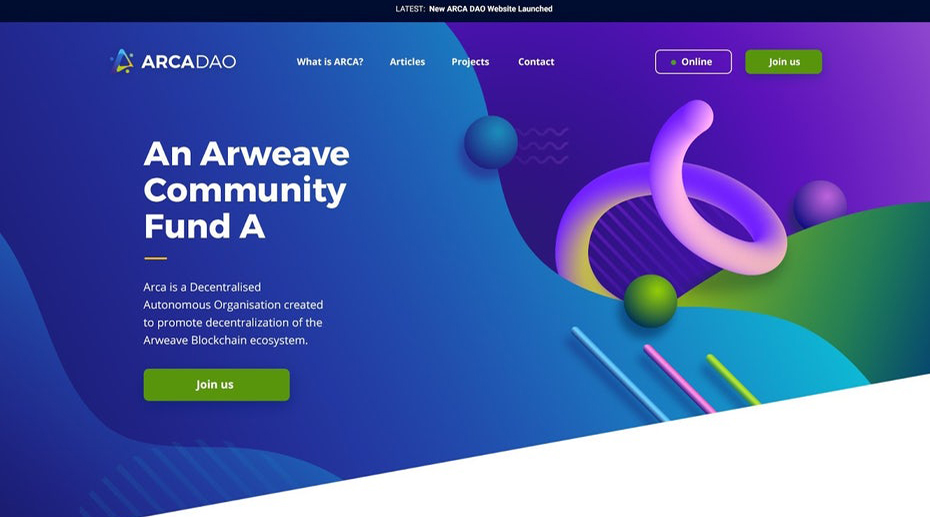 LATEST: New ARCA DAO Website Launched
ARCADAO
What is ARCA?
Articles
Projects
Contact
Online
Join us
An Arweave
Community
Fund A
Arca is a Decentralised
Autonomous Organisation created
to promote decentralization of the
Arweave Blockchain ecosystem.
Join us